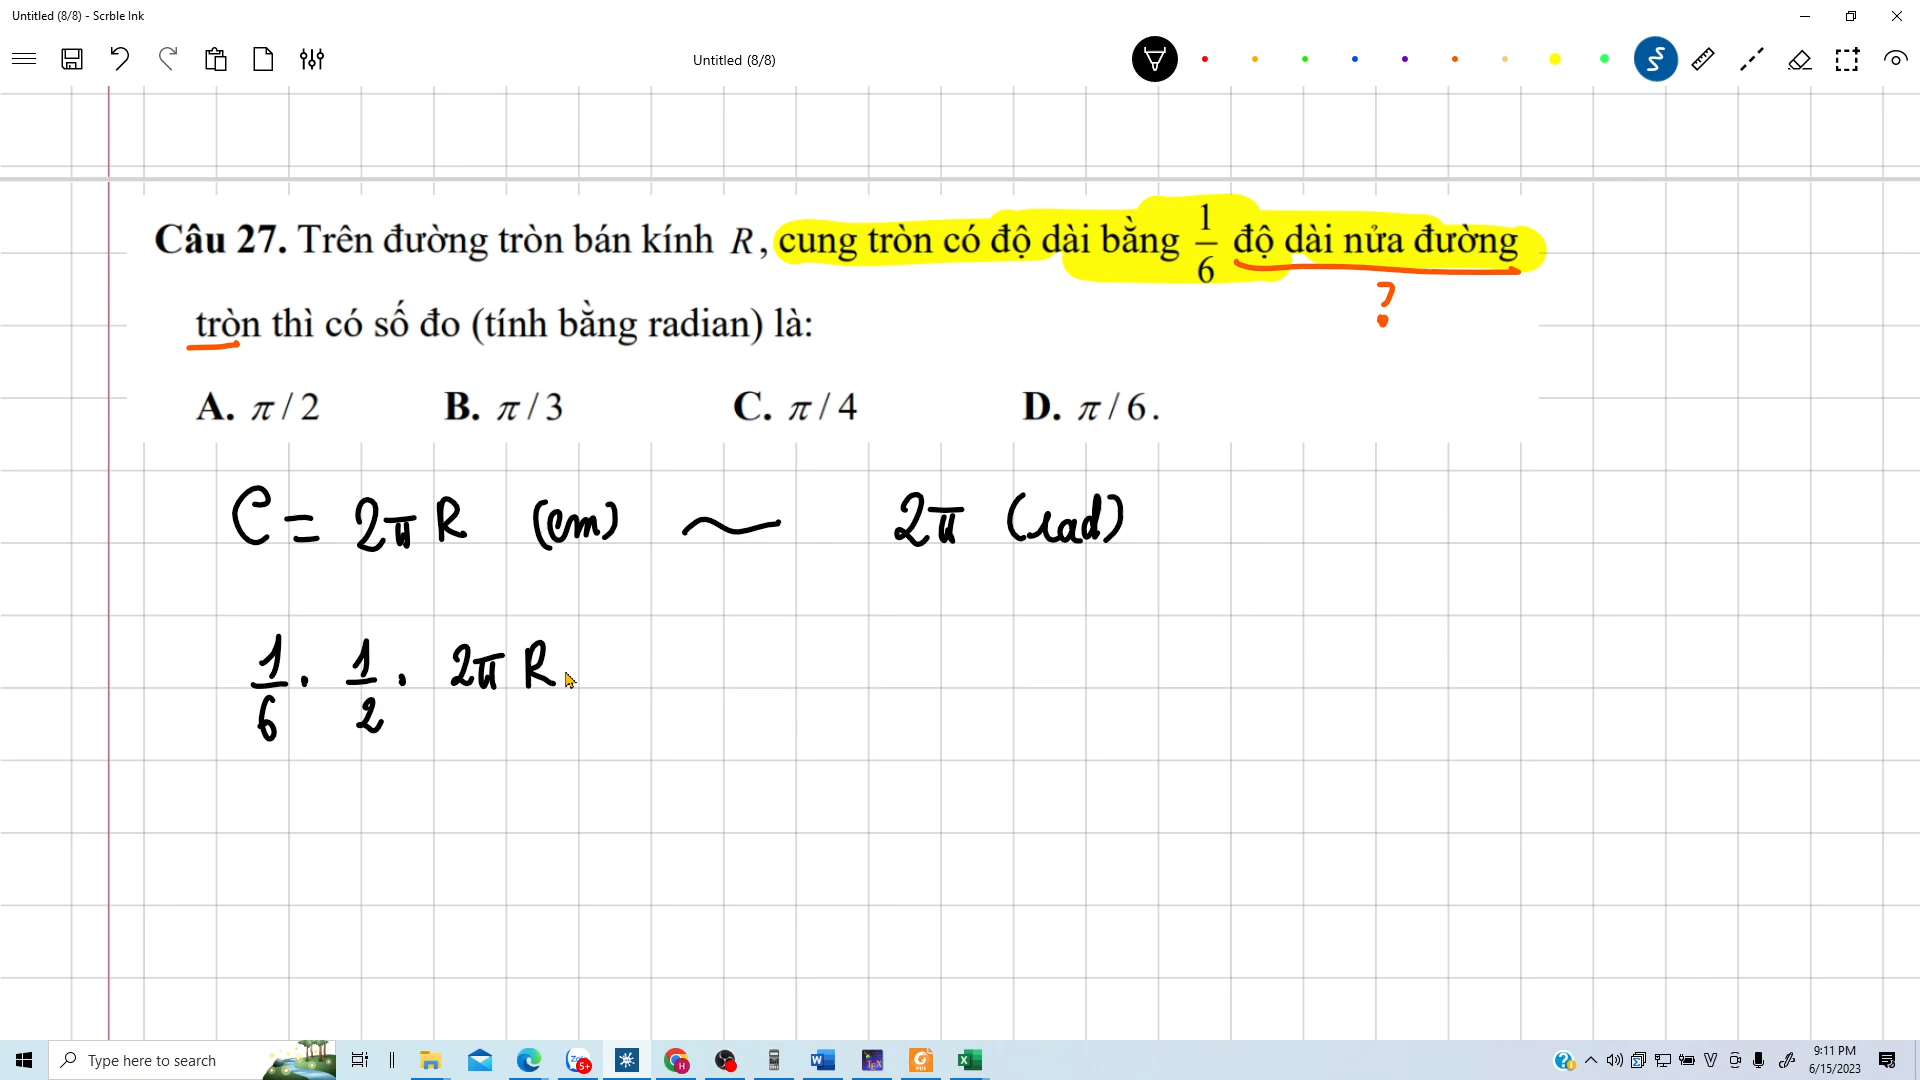 Untitled (8/8) - Scrble Ink
Untitled (8/8)
Câu 27. Trên đường tròn bán kính R, cung tròn có độ dài bằng 1/6 độ dài nửa đường
?
tròn thì có số đo (tính bằng radian) là:
A. π / 2 B. π / 3 C. π / 4 D. π / 6.
C = 2π R (cm) ~ 2π (rad)
1/6 . 1/2 . 2π R
Type here to search
5+
9:11 PM
6/15/2023